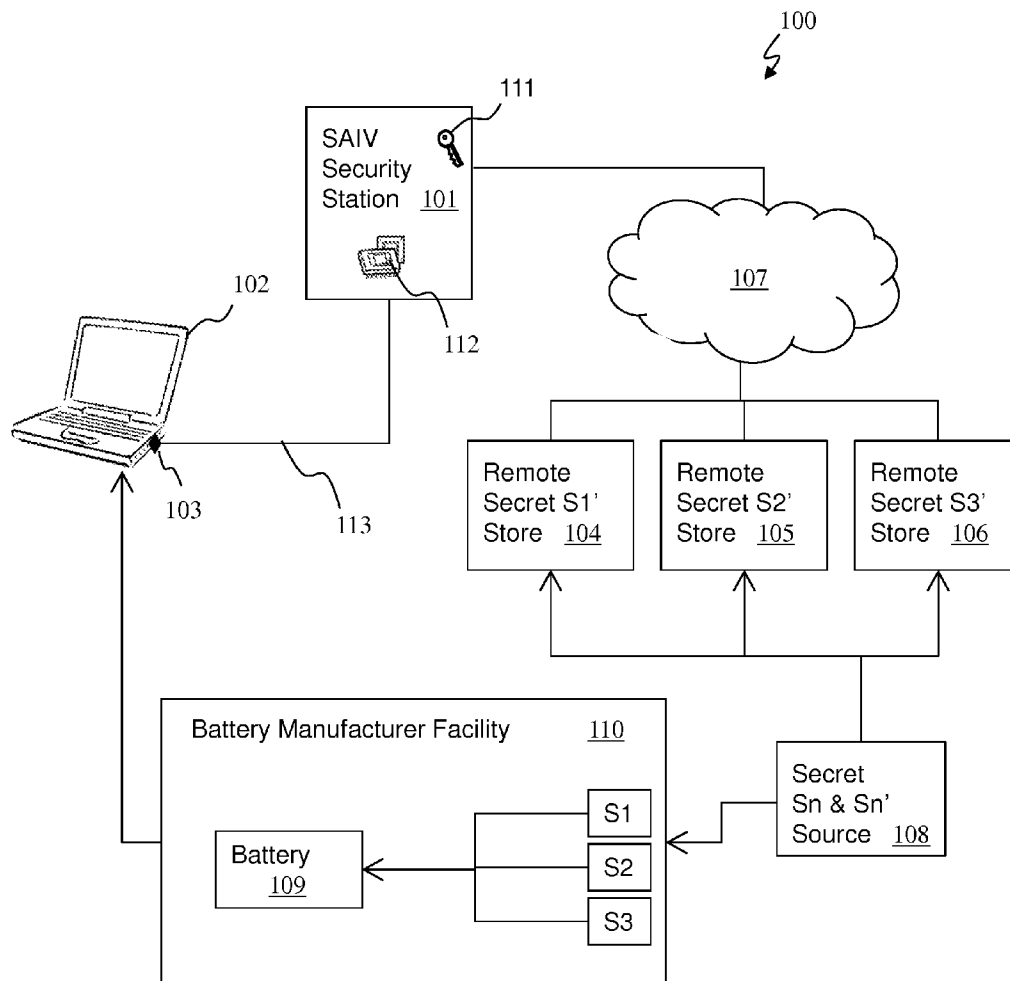 100
111
SAIV
Security
Station 101
112
107
102
103
113
Remote
Secret S1'
Store 104
Remote
Secret S2'
Store 105
Remote
Secret S3'
Store 106
Battery Manufacturer Facility 110
Battery
109
S1
S2
S3
Secret
Sn & Sn'
Source 108